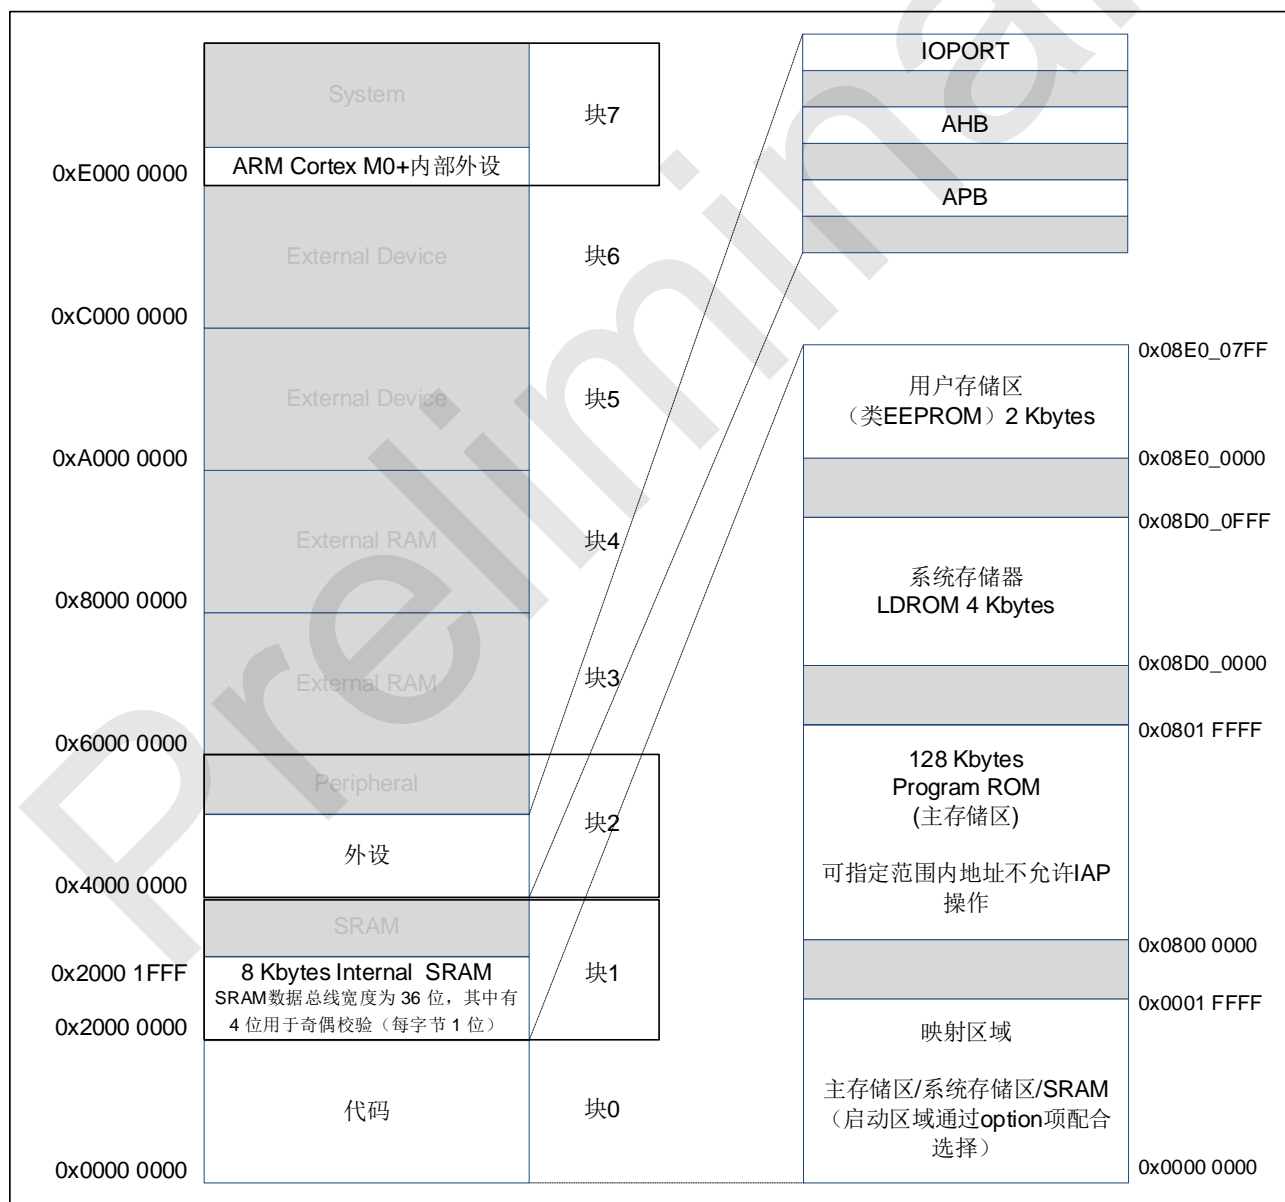 System
块7
0xE000 0000
ARM Cortex M0+内部外设
External Device
块6
0xC000 0000
External Device
块5
0xA000 0000
External RAM
块4
0x8000 0000
External RAM
块3
0x6000 0000
Peripheral
块2
外设
0x4000 0000
SRAM
0x2000 1FFF
8 Kbytes Internal SRAM
SRAM数据总线宽度为 36 位，其中有
4 位用于奇偶校验（每字节 1 位）
块1
0x2000 0000
代码
块0
0x0000 0000
IOPORT
AHB
APB
0x08E0_07FF
用户存储区
（类EEPROM）2 Kbytes
0x08E0_0000
0x08D0_0FFF
系统存储器
LDROM 4 Kbytes
0x08D0_0000
0x0801 FFFF
128 Kbytes
Program ROM
(主存储区)
可指定范围内地址不允许IAP
操作
0x0800 0000
0x0001 FFFF
映射区域
主存储区/系统存储区/SRAM
（启动区域通过option项配合
选择）
0x0000 0000
Preliminar